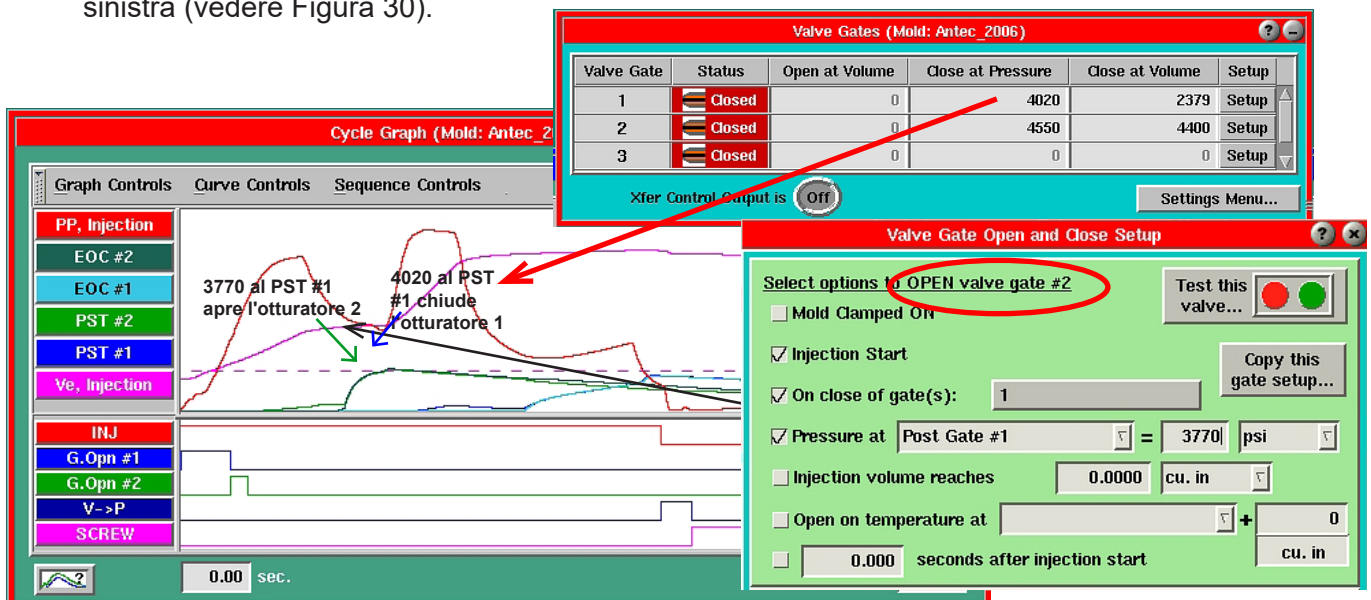 sinistra (vedere Figura 30).
Valve Gates (Mold: Antec_2006)
Valve Gate Status Open at Volume Close at Pressure Close at Volume Setup
1 Closed 0 4020 2379 Setup
2 Closed 0 4550 4400 Setup
3 Closed 0 0 0 Setup
Xfer Control Output is Off
Settings Menu...
Cycle Graph (Mold: Antec_2
Graph Controls Curve Controls Sequence Controls
PP, Injection
EOC #2
EOC #1
PST #2
PST #1
Ve, Injection
3770 al PST #1
apre l'otturatore 2
4020 al PST
#1 chiude
l'otturatore 1
INJ
G.Opn #1
G.Opn #2
V->P
SCREW
0.00 sec.
Valve Gate Open and Close Setup
Select options to OPEN valve gate #2
Test this
valve...
Mold Clamped ON
Injection Start
Copy this
gate setup...
On close of gate(s): 1
Pressure at Post Gate #1 = 3770 psi
Injection volume reaches 0.0000 cu. in
Open on temperature at + 0
cu. in
0.000 seconds after injection start